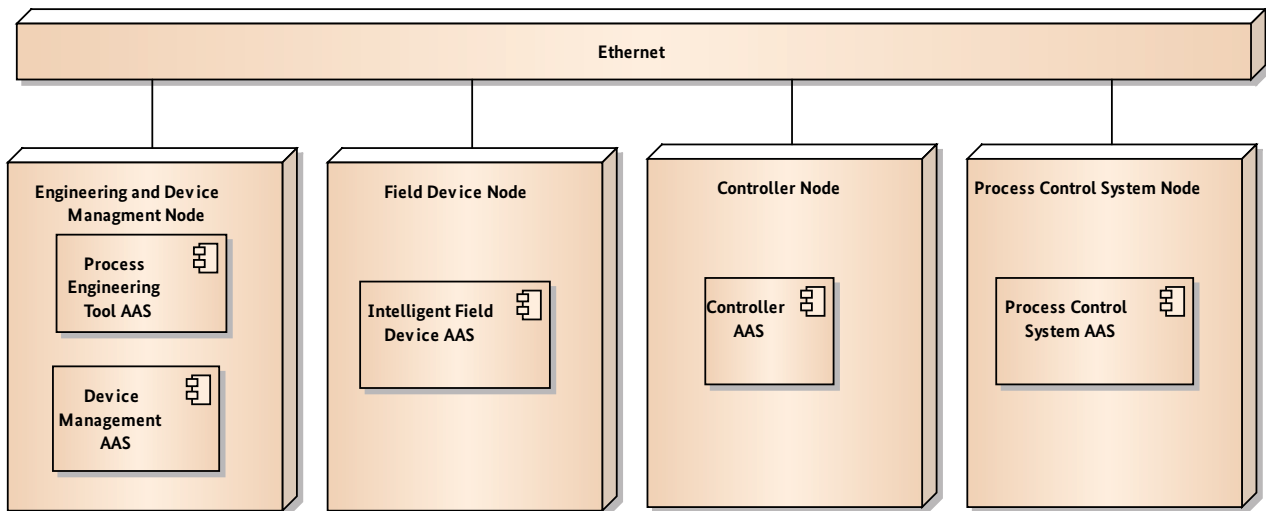 Ethernet
Engineering and Device
Managment Node
Process
Engineering
Tool AAS
Device
Management
AAS
Field Device Node
Intelligent Field
Device AAS
Controller Node
Controller
AAS
Process Control System Node
Process Control
System AAS